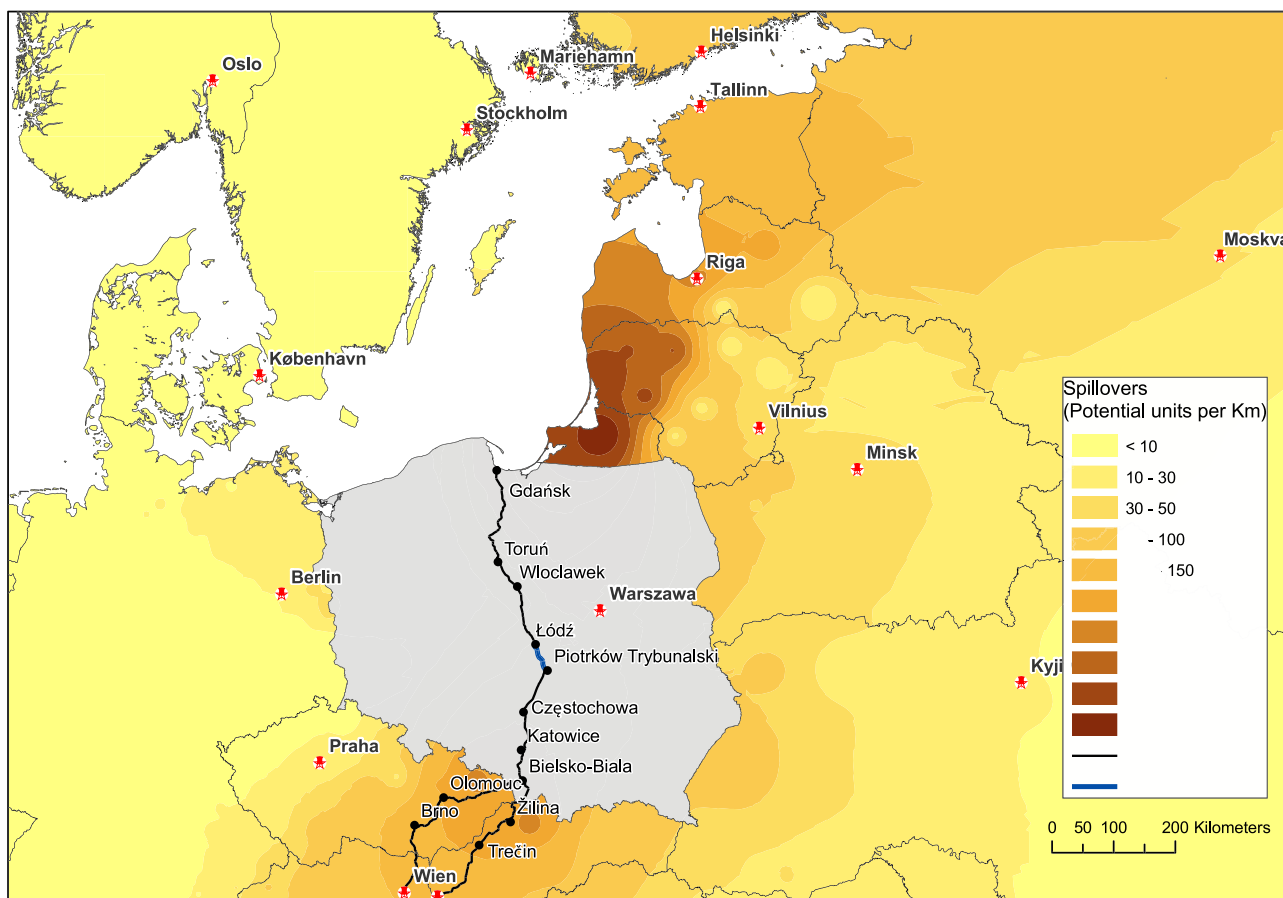 Helsinki
Mariehamn
Oslo
Tallinn
Stockholm
Moskva
Riga
København
Vilnius
Minsk
Gdańsk
Toruń
Wloclawek
Berlin
Warszawa
Łódź
Piotrków Trybunalski
Kyji
Częstochowa
Katowice
Praha
Bielsko-Biala
Olomouc
Brno
Žilina
Trečin
Wien
Spillovers
(Potential units per Km)
< 10
10 - 30
30 - 50
- 100
150
0 50 100 200 Kilometers